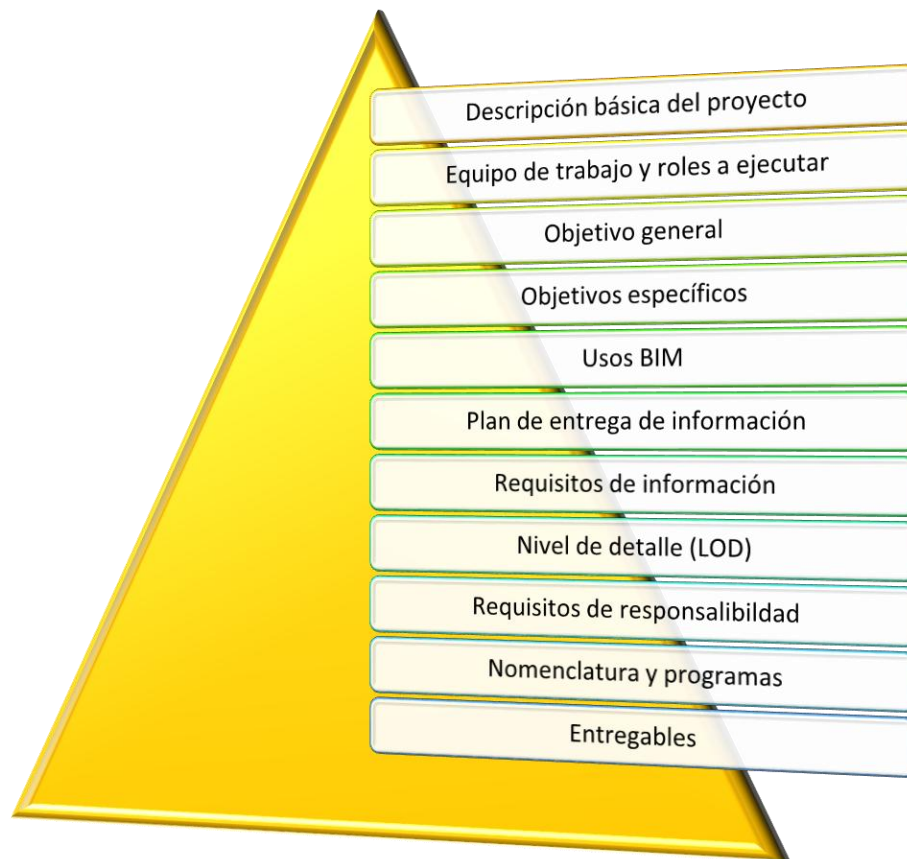 Descripción básica del proyecto
Equipo de trabajo y roles a ejecutar
Objetivo general
Objetivos específicos
Usos BIM
Plan de entrega de información
Requisitos de información
Nivel de detalle (LOD)
Requisitos de responsalibildad
Nomenclatura y programas
Entregables